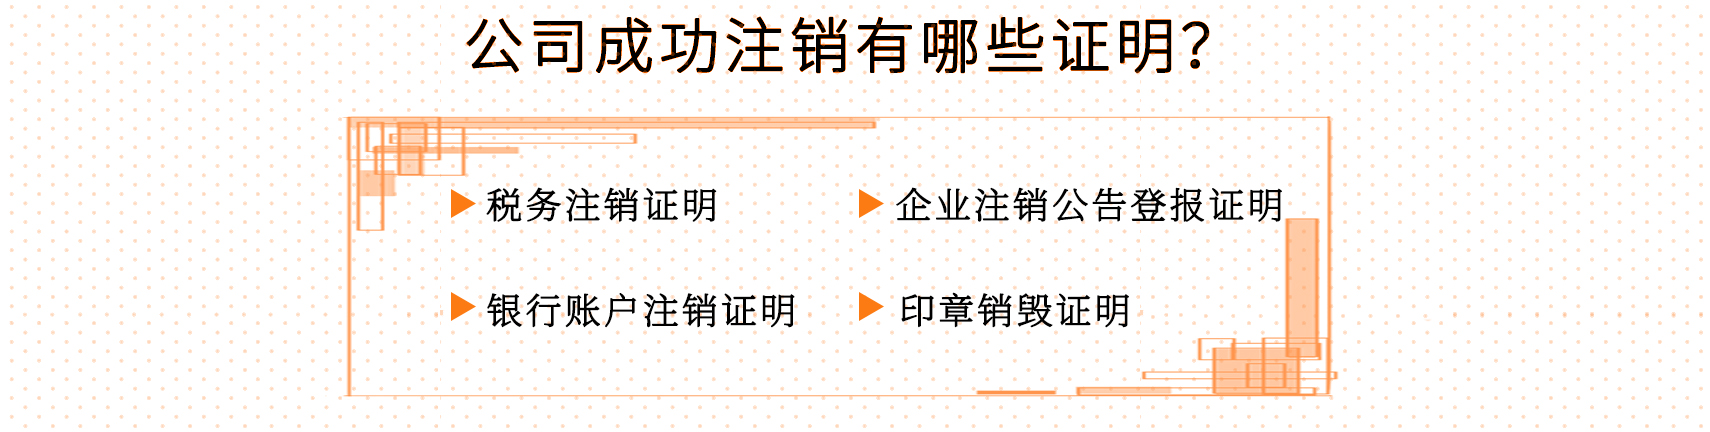 公司成功注销有哪些证明？
税务注销证明
企业注销公告登报证明
银行账户注销证明
印章销毁证明